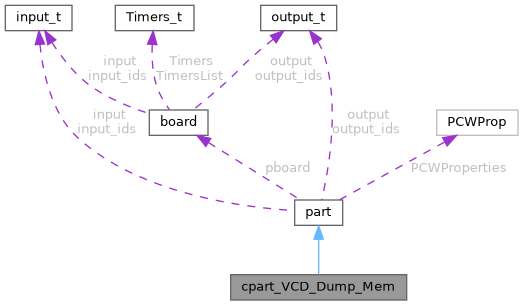 input_t
Timers_t
output_t
input
input_ids
Timers
TimersList
output
output_ids
input
input_ids
board
output
output_ids
PCWProp
pboard
PCWProperties
part
cpart_VCD_Dump_Mem